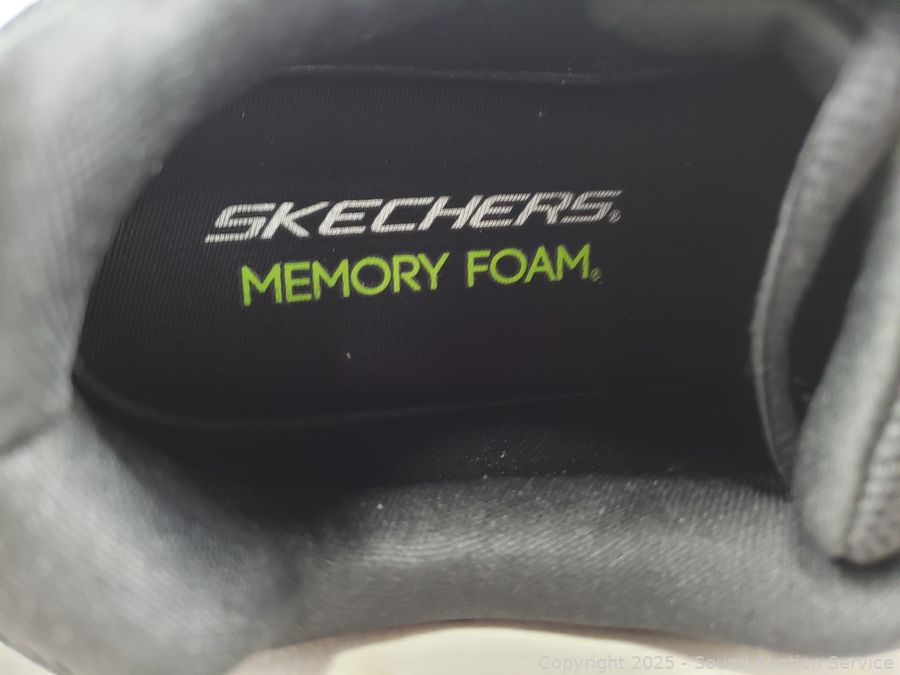 SKECHERS®
MEMORY FOAM®
Copyright 2025 - Sound Auction Service